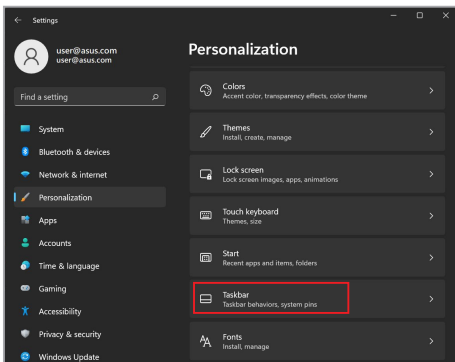 Settings
user@asus.com
user@asus.com
Find a setting
System
Bluetooth & devices
Network & internet
Personalization
Apps
Accounts
Time & language
Gaming
Accessibility
Privacy & security
Windows Update
Personalization
Colors
Accent color, transparency effects, color theme
Themes
Install, create, manage
Lock screen
Lock screen images, apps, animations
Touch keyboard
Themes, size
Start
Recent apps and items, folders
Taskbar
Taskbar behaviors, system pins
Fonts
Install, manage